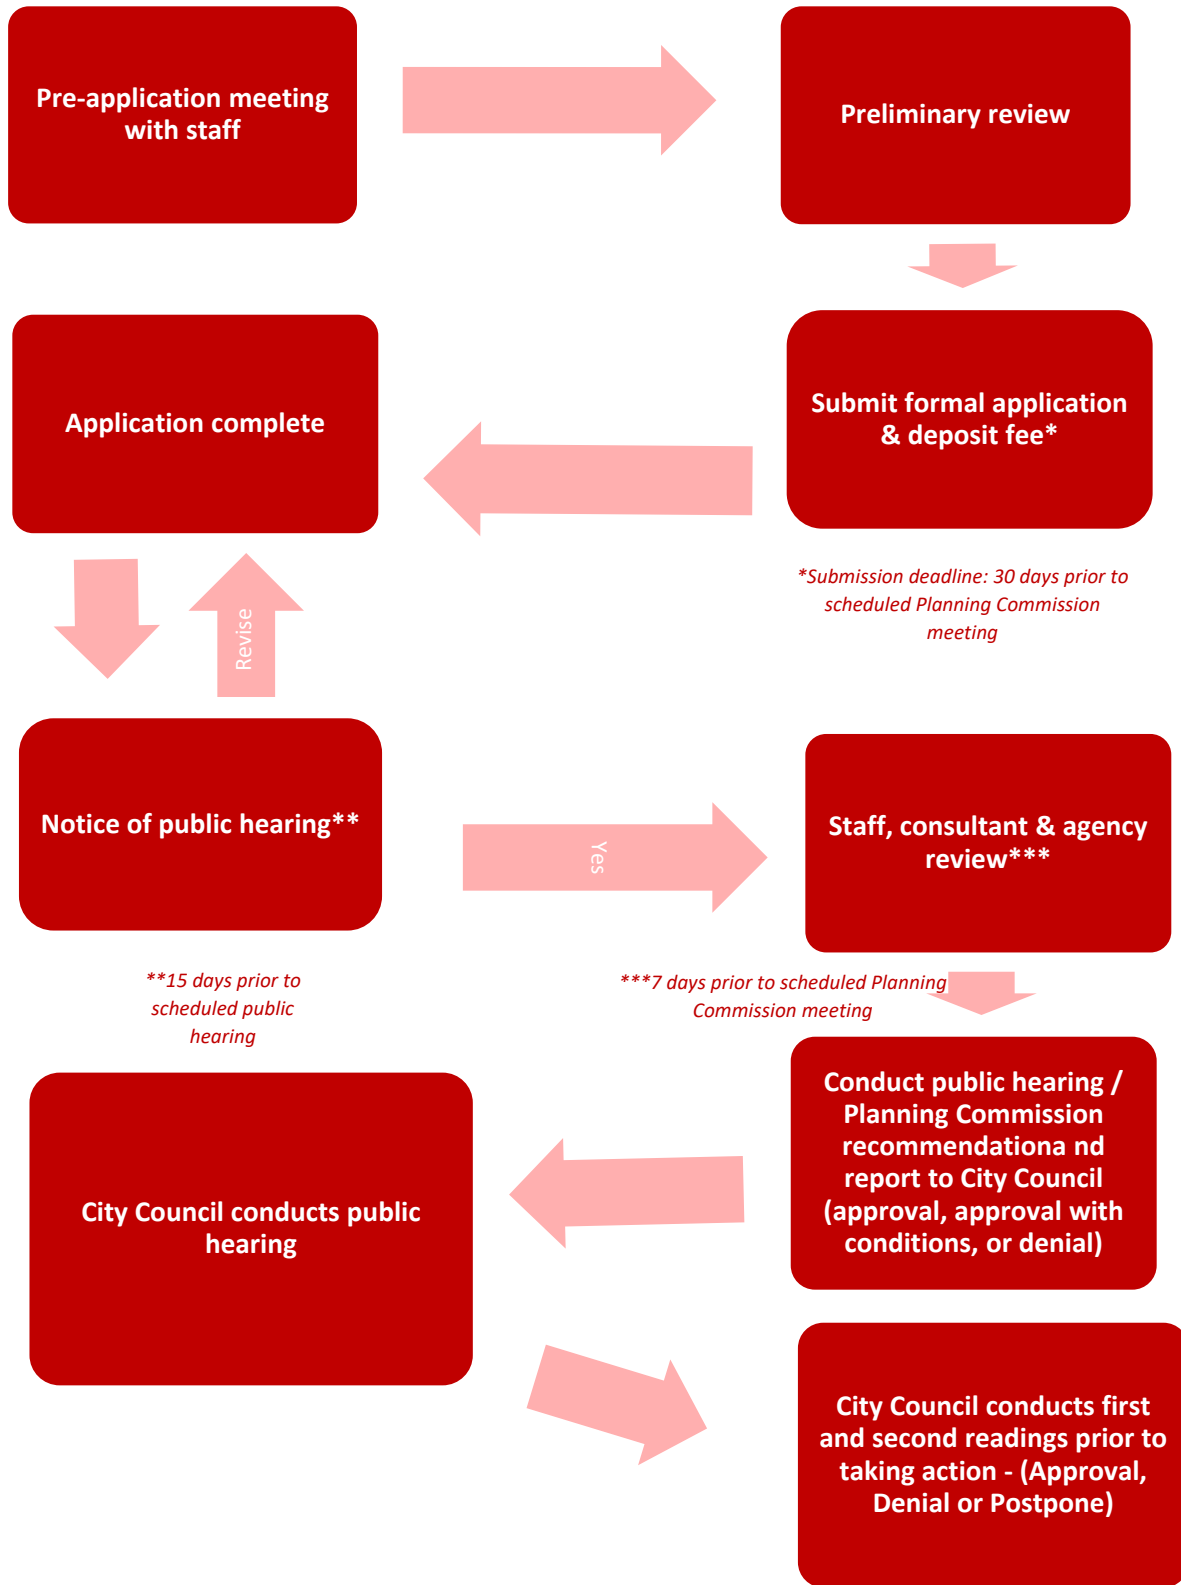 Pre-application meeting
with staff
Preliminary review
Submit formal application
& deposit fee*
Application complete
*Submission deadline: 30 days prior to
scheduled Planning Commission
meeting
Revise
Notice of public hearing**
Yes
Staff, consultant & agency
review***
**15 days prior to
scheduled public
hearing
***7 days prior to scheduled Planning
Commission meeting
Conduct public hearing /
Planning Commission
recommendationa nd
report to City Council
(approval, approval with
conditions, or denial)
City Council conducts public
hearing
City Council conducts first
and second readings prior to
taking action - (Approval,
Denial or Postpone)